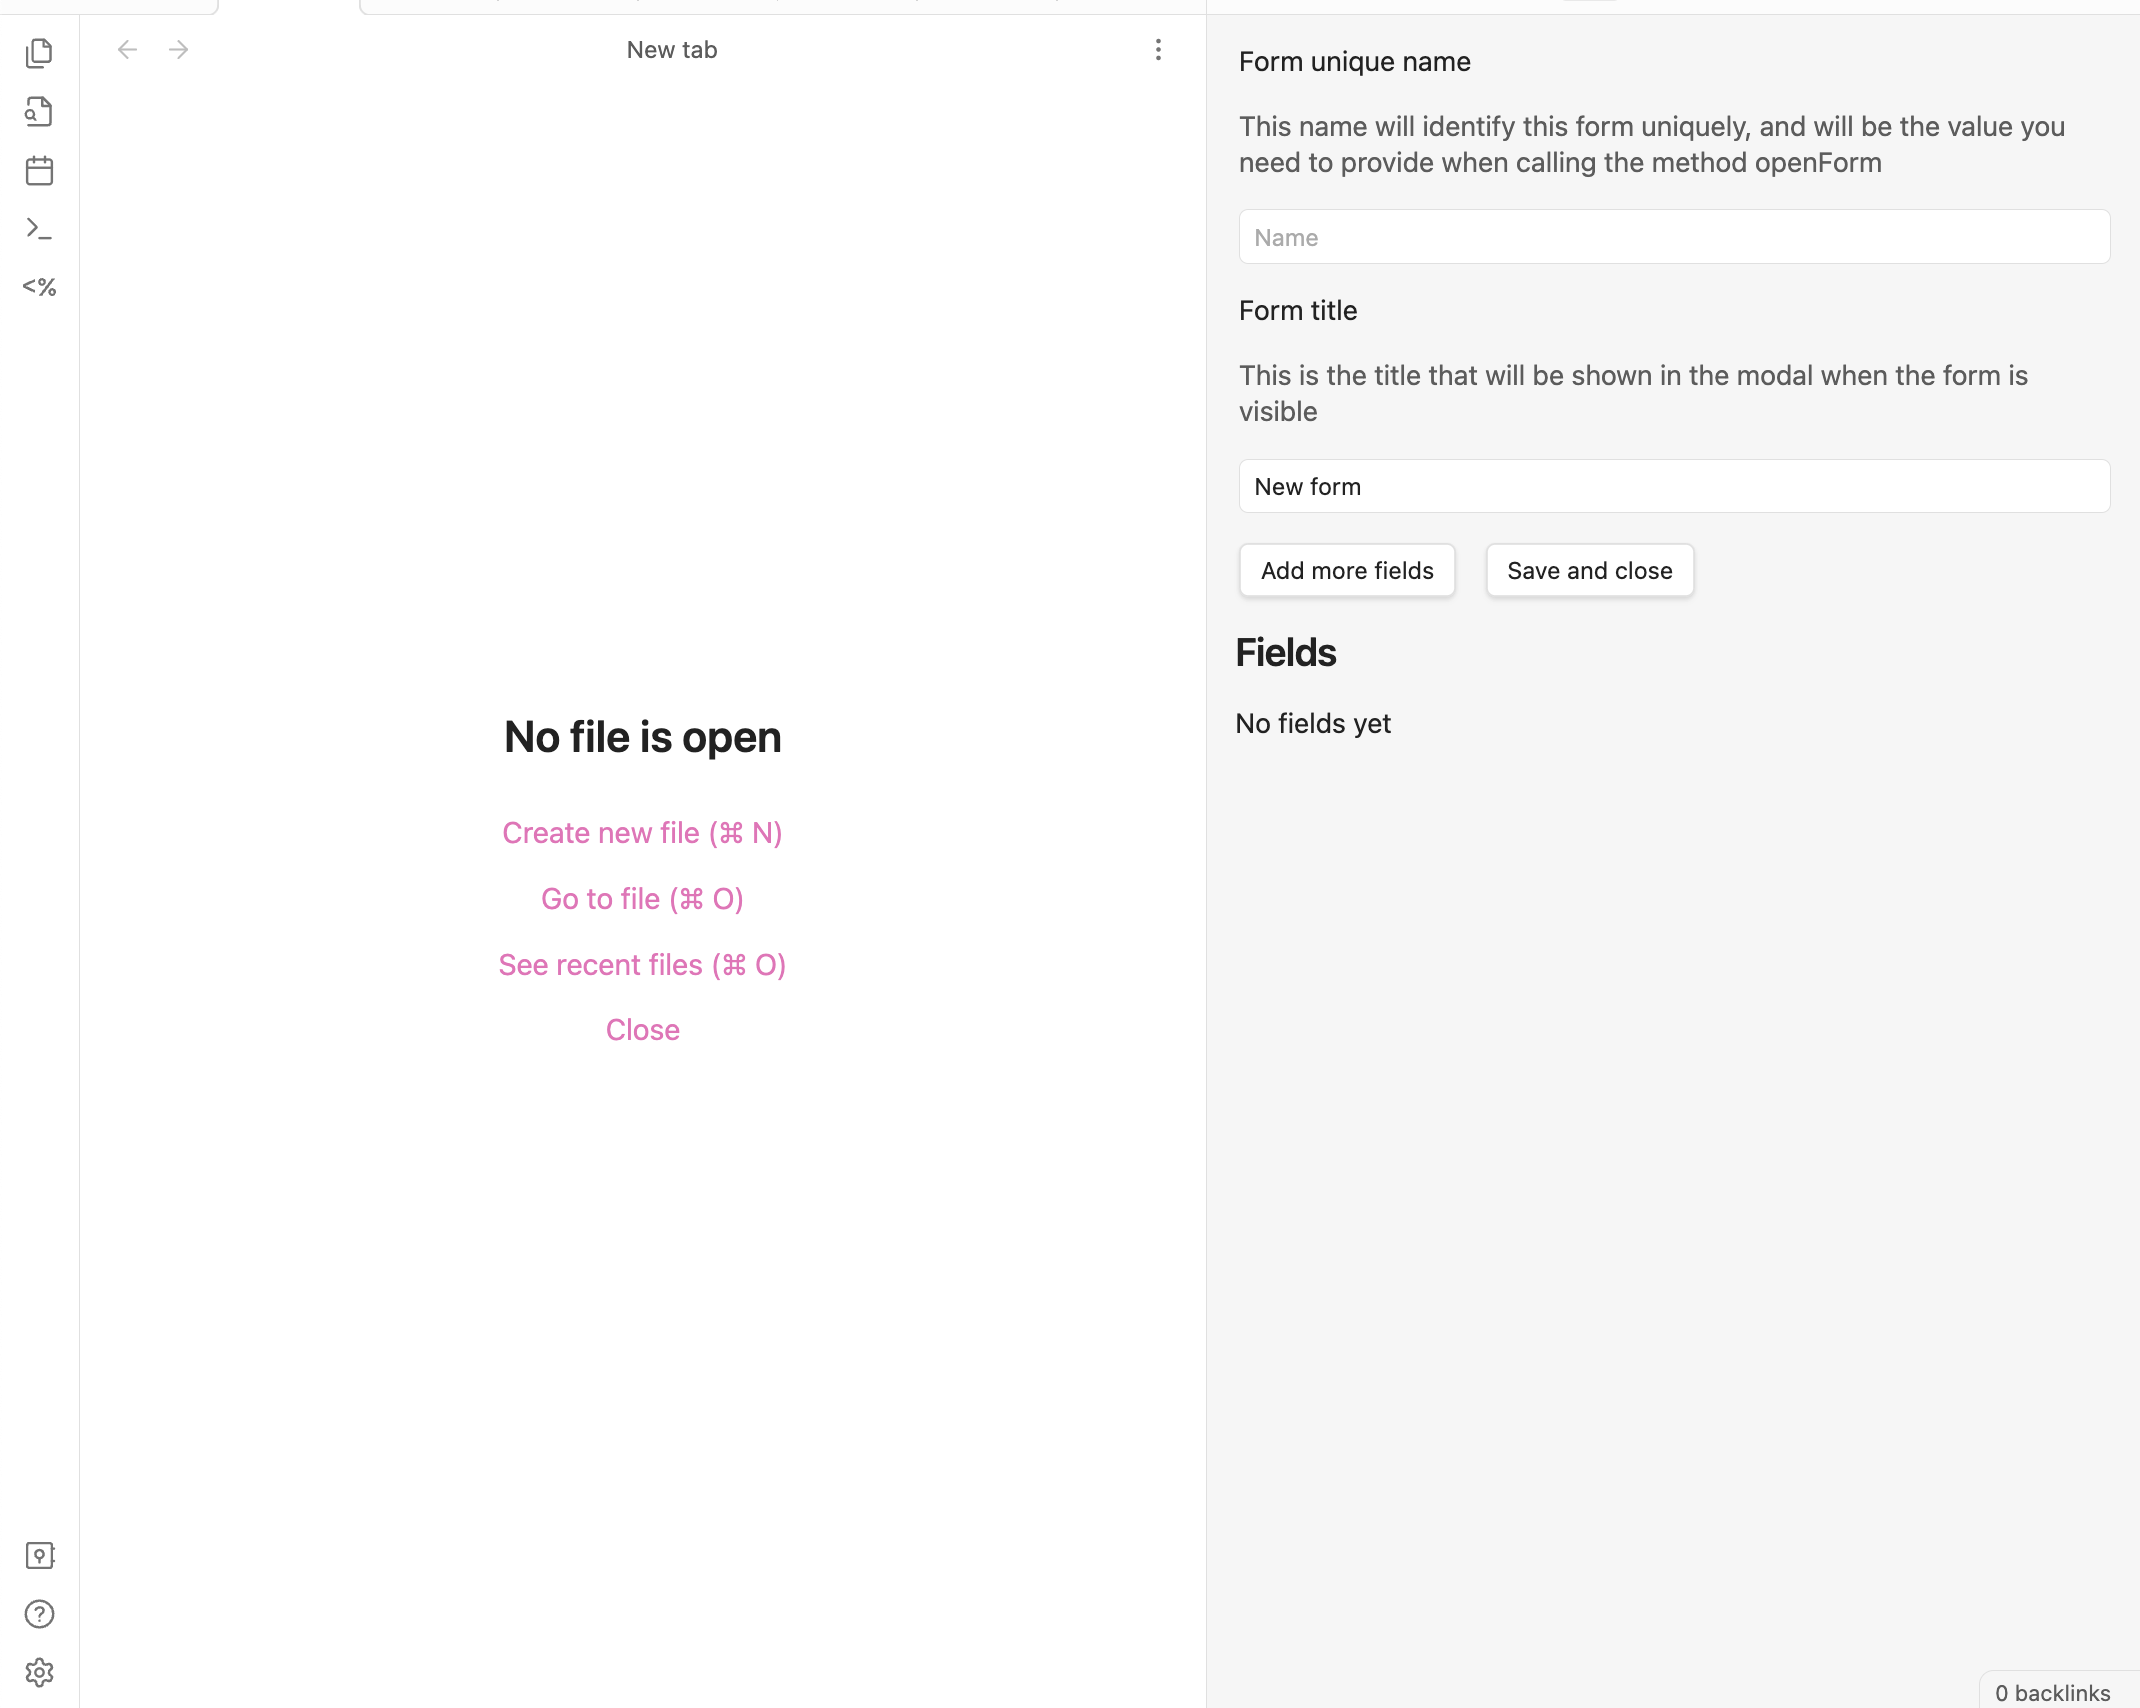 New tab
<%
No file is open
Create new file (⌘ N)
Go to file (⌘ O)
See recent files (⌘ O)
Close
Form unique name
This name will identify this form uniquely, and will be the value you
need to provide when calling the method openForm
Name
Form title
This is the title that will be shown in the modal when the form is
visible
New form
Add more fields
Save and close
Fields
No fields yet
0 backlinks